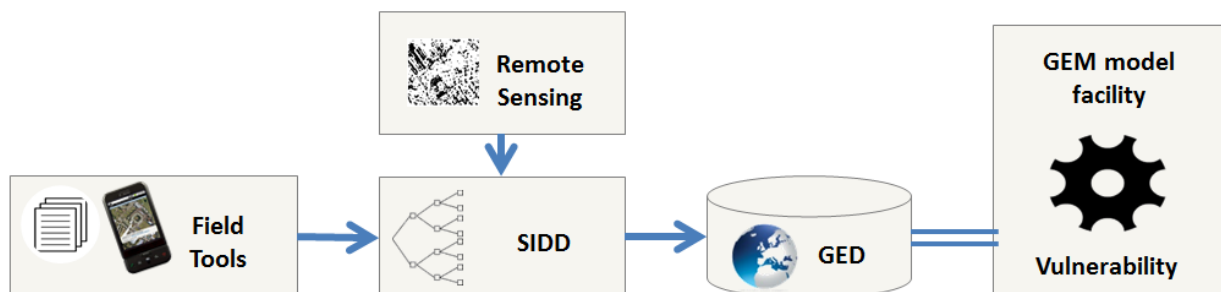 Remote
Sensing
GEM model
facility
Field
Tools
SIDD
GED
Vulnerability